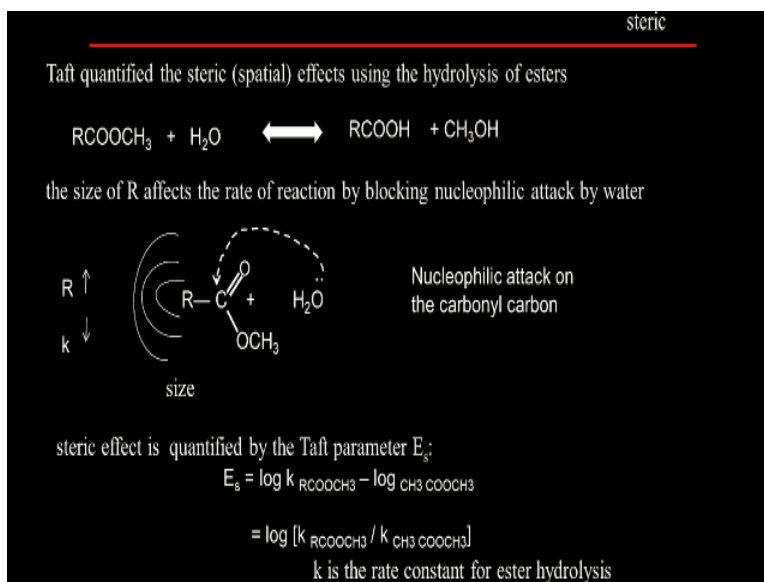 steric
Taft quantified the steric (spatial) effects using the hydrolysis of esters
RCOOCH₃ + H₂O ⟺ RCOOH + CH₃OH
the size of R affects the rate of reaction by blocking nucleophilic attack by water
R ↑
k ↓
R–C + H₂Ö
O
OCH₃
size
Nucleophilic attack on
the carbonyl carbon
steric effect is quantified by the Taft parameter Eₛ:
Eₛ = log k RCOOCH3 – log CH3 COOCH3
= log [k RCOOCH3 / k CH3 COOCH3]
k is the rate constant for ester hydrolysis